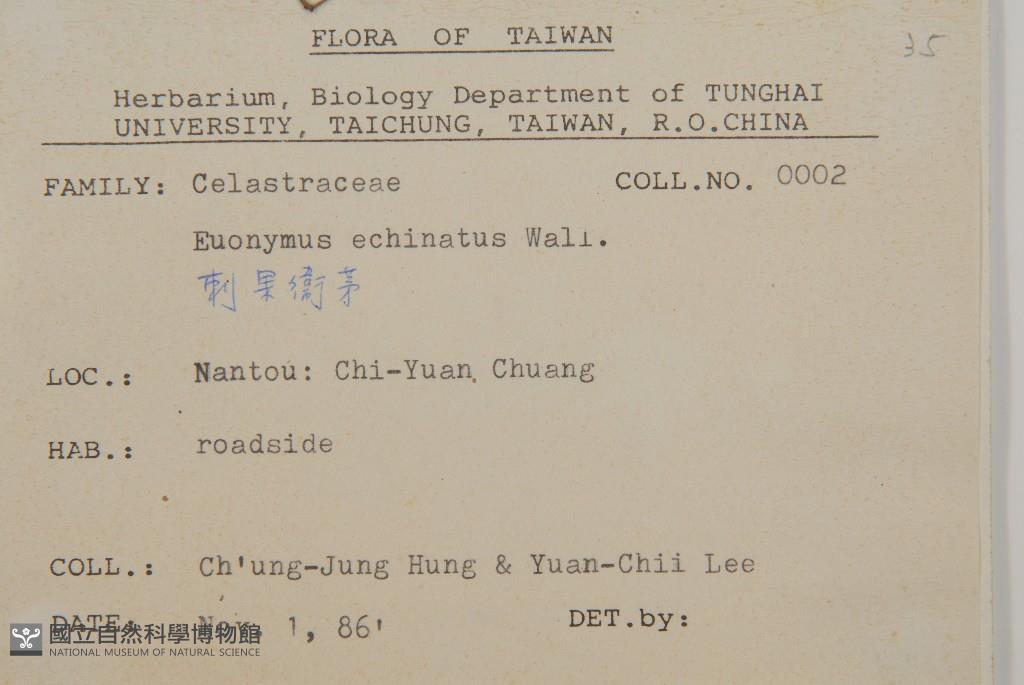 35
FLORA OF TAIWAN
Herbarium, Biology Department of TUNGHAI
UNIVERSITY, TAICHUNG, TAIWAN, R.O.CHINA
FAMILY: Celastraceae COLL.NO. 0002
Euonymus echinatus Wall.
刺果衛茅
LOC.: Nantou: Chi-Yuan Chuang
HAB.: roadside
COLL.: Ch'ung-Jung Hung & Yuan-Chii Lee
DATE: Nov. 1, 86' DET.by:
國立自然科學博物館
NATIONAL MUSEUM OF NATURAL SCIENCE